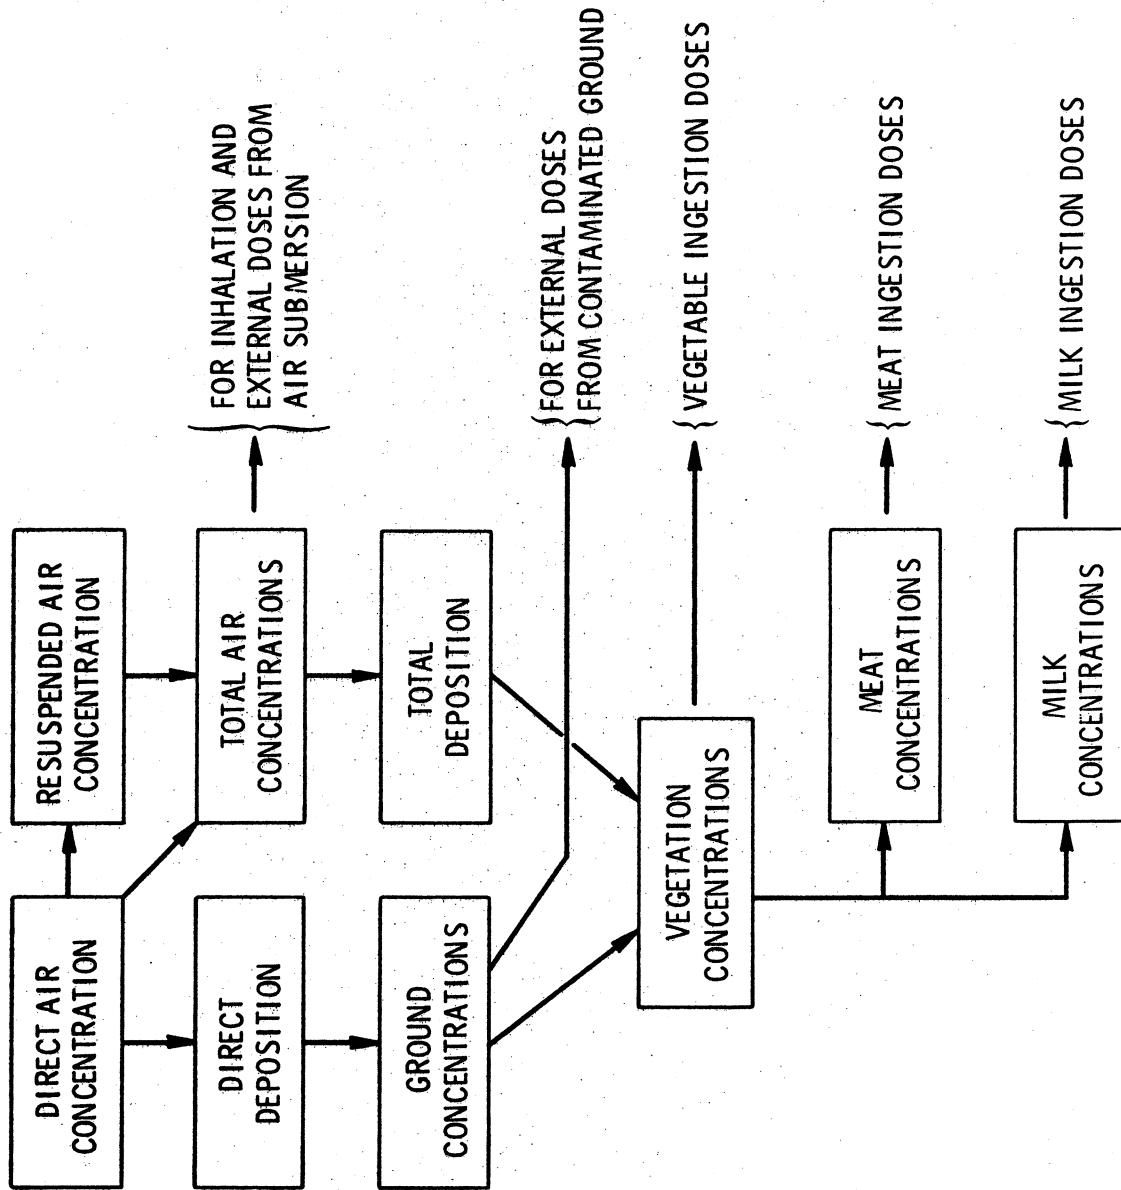 DIRECT AIR
CONCENTRATION
RESUSPENDED AIR
CONCENTRATION
DIRECT
DEPOSITION
TOTAL AIR
CONCENTRATIONS
FOR INHALATION AND
EXTERNAL DOSES FROM
AIR SUBMERSION
GROUND
CONCENTRATIONS
TOTAL
DEPOSITION
FOR EXTERNAL DOSES
FROM CONTAMINATED GROUND
VEGETATION
CONCENTRATIONS
VEGETABLE INGESTION DOSES
MEAT
CONCENTRATIONS
MEAT INGESTION DOSES
MILK
CONCENTRATIONS
MILK INGESTION DOSES